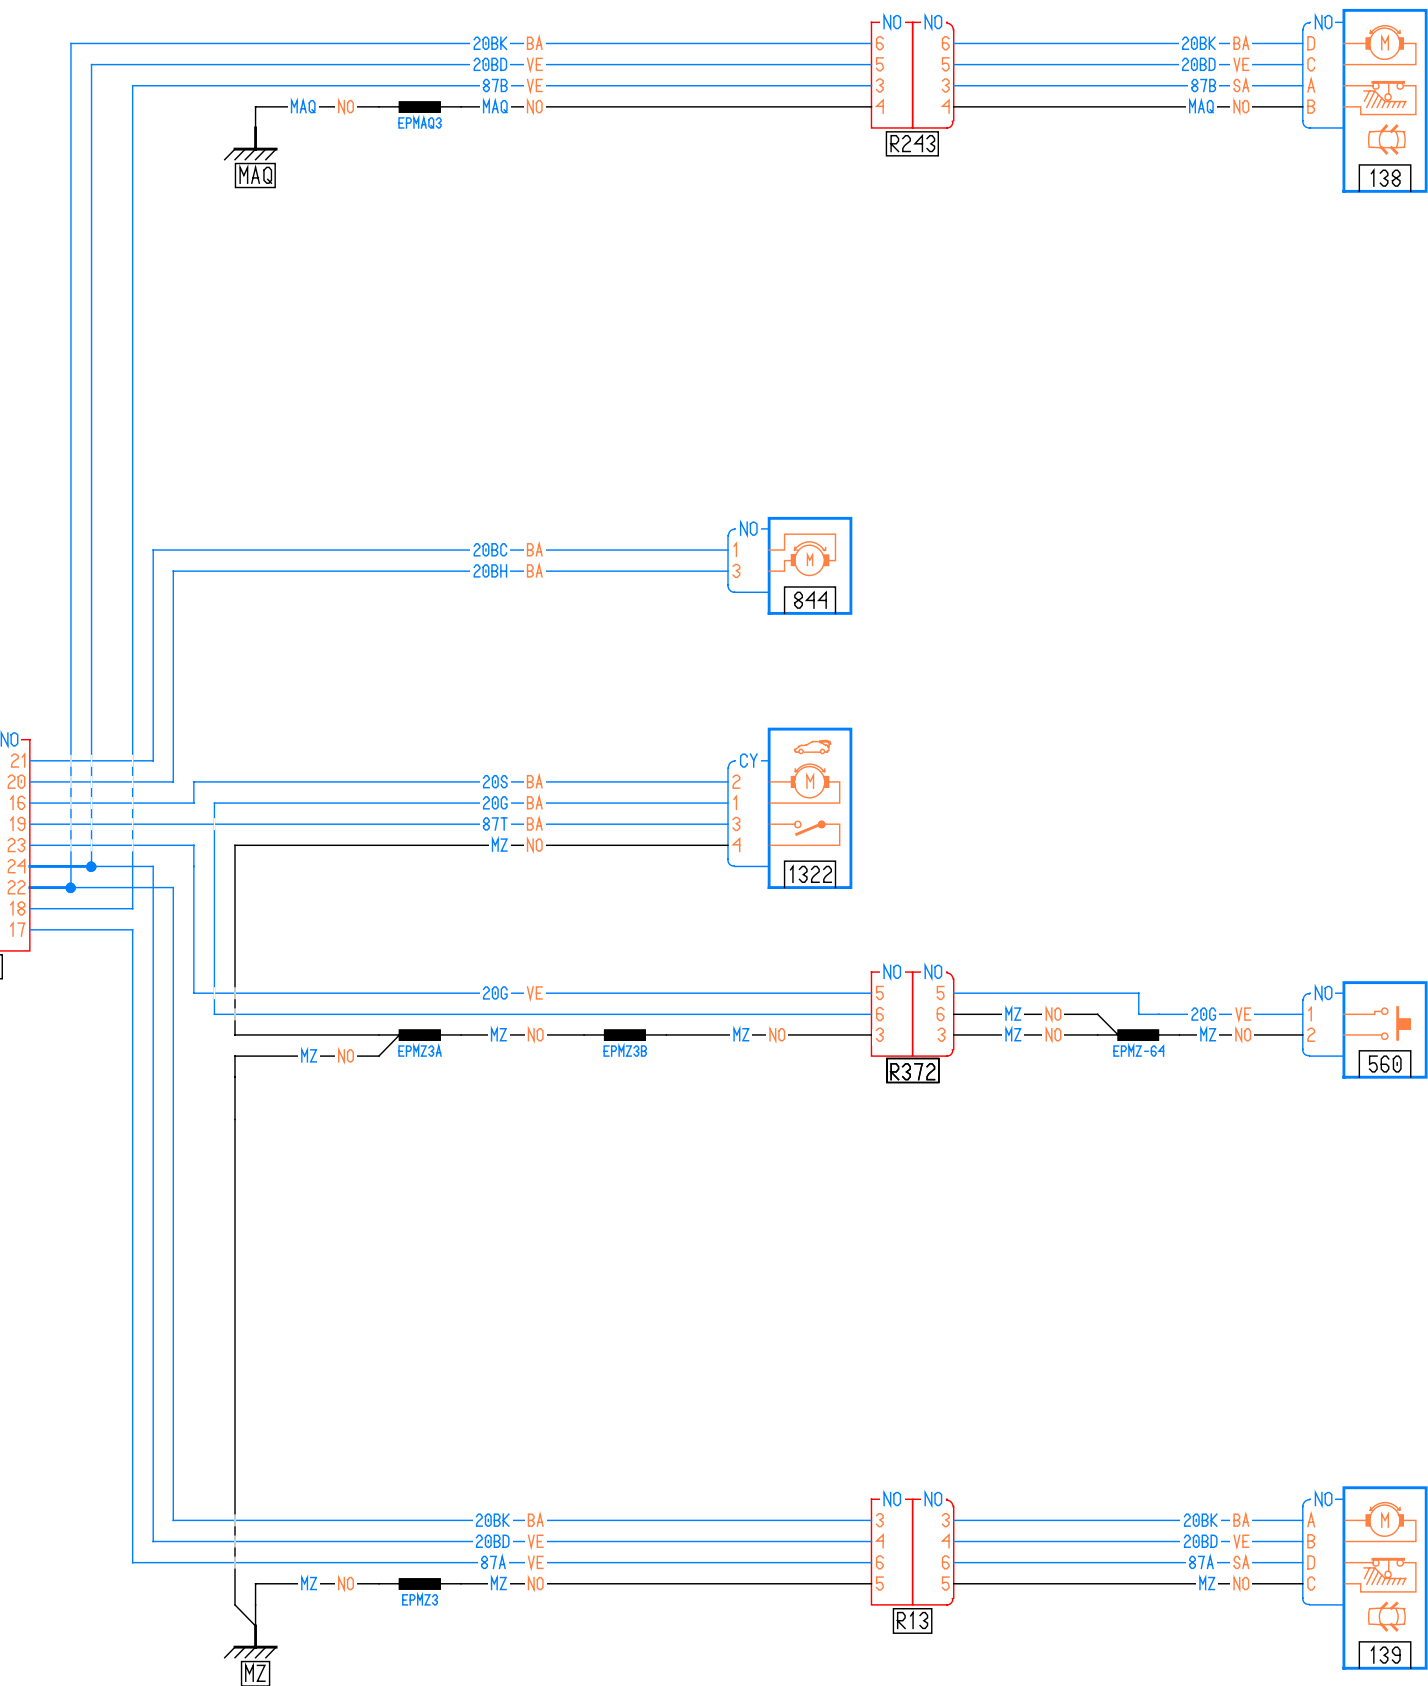 NO NO NO
20BK BA 6 6 20BK BA D M
20BD VE 5 5 20BD VE C
87B VE 3 3 87B SA A
MAQ NO MAQ NO 4 4 MAQ NO B
EPMAQ3
R243
MAQ 138
NO
20BC BA 1 M
20BH BA 3
844
NO
21 CY
20 20S BA 2 M
16 20G BA 1
19 87T BA 3
23 MZ NO 4
24
22 1322
18
17
NO NO
20G VE 5 5 NO
6 6 MZ NO 20G VE 1
MZ NO MZ NO 3 3 MZ NO MZ NO 2
EPMZ3A EPMZ3B EPMZ-64
MZ NO
R372 560
NO NO NO
20BK BA 3 3 20BK BA A M
20BD VE 4 4 20BD VE B
87A VE 6 6 87A SA D
MZ NO MZ NO 5 5 MZ NO C
EPMZ3
R13
MZ 139